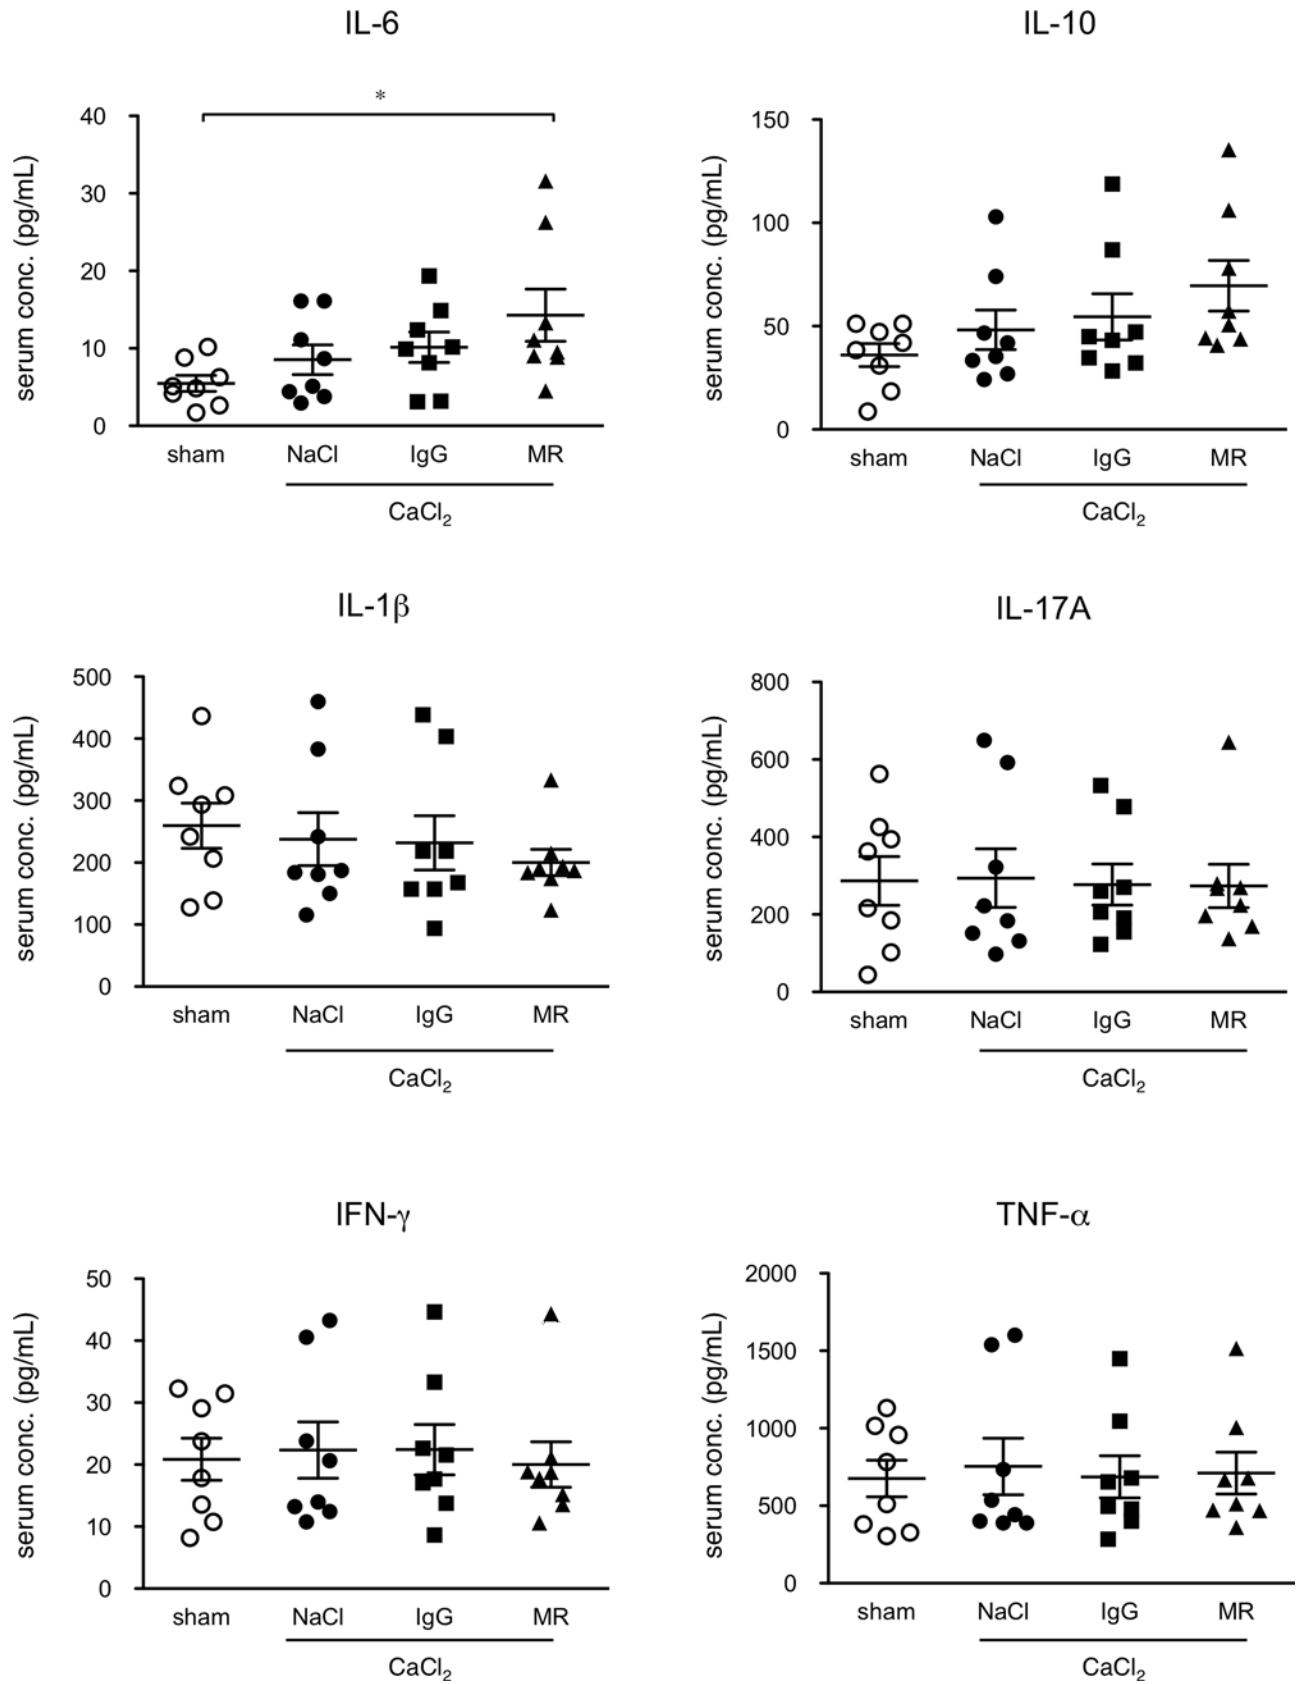 IL-6
*
serum conc. (pg/mL)
40
30
20
10
0
sham NaCl IgG MR
CaCl₂
IL-10
serum conc. (pg/mL)
150
100
50
0
sham NaCl IgG MR
CaCl₂
IL-1β
serum conc. (pg/mL)
500
400
300
200
100
0
sham NaCl IgG MR
CaCl₂
IL-17A
serum conc. (pg/mL)
800
600
400
200
0
sham NaCl IgG MR
CaCl₂
IFN-γ
serum conc. (pg/mL)
50
40
30
20
10
0
sham NaCl IgG MR
CaCl₂
TNF-α
serum conc. (pg/mL)
2000
1500
1000
500
0
sham NaCl IgG MR
CaCl₂